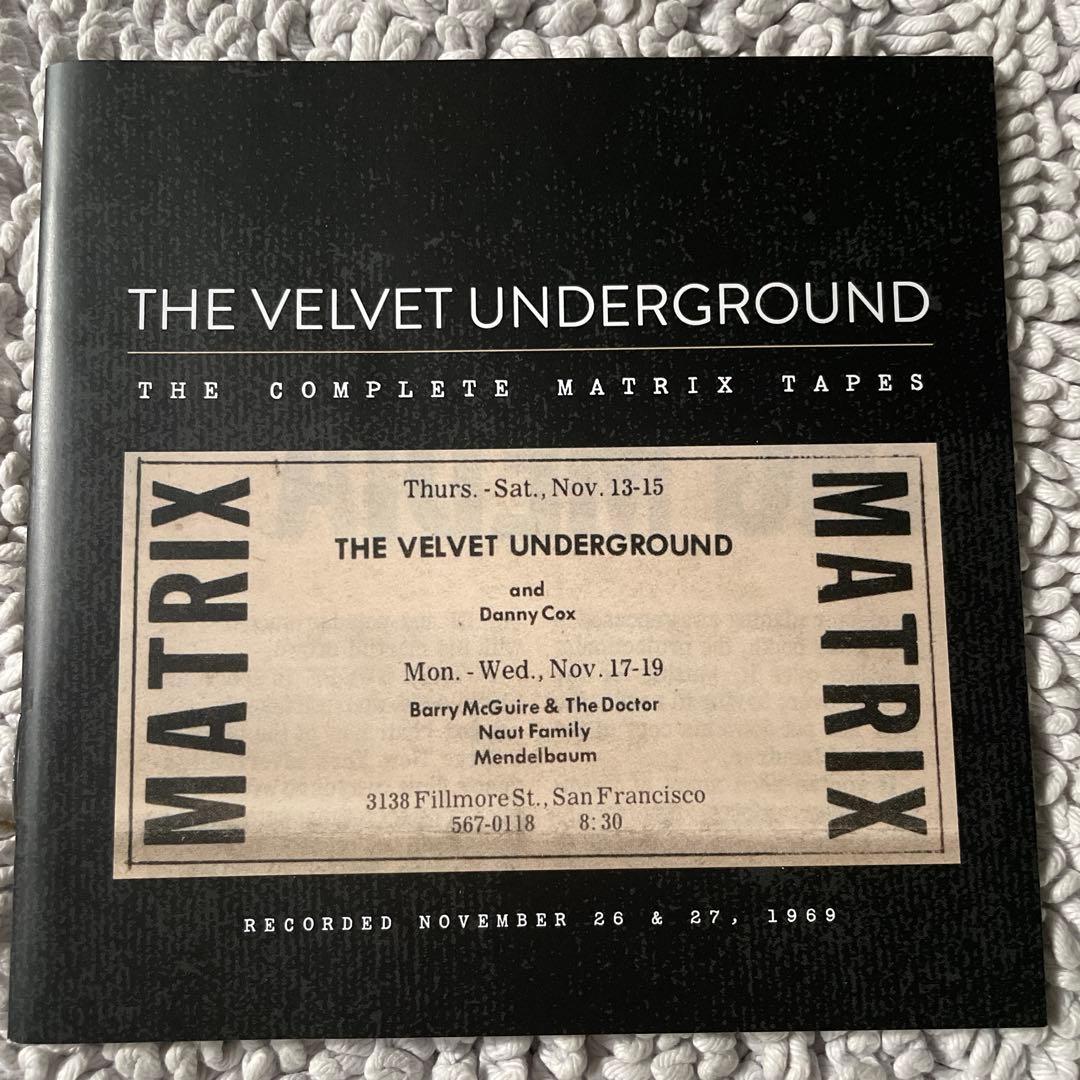 THE VELVET UNDERGROUND
THE COMPLETE MATRIX TAPES
MATRIX
Thurs. - Sat., Nov. 13-15
THE VELVET UNDERGROUND
and
Danny Cox
Mon. - Wed., Nov. 17-19
Barry McGuire & The Doctor
Naut Family
Mendelbaum
3138 Fillmore St., San Francisco
567-0118 8:30
MATRIX
RECORDED NOVEMBER 26 & 27, 1969